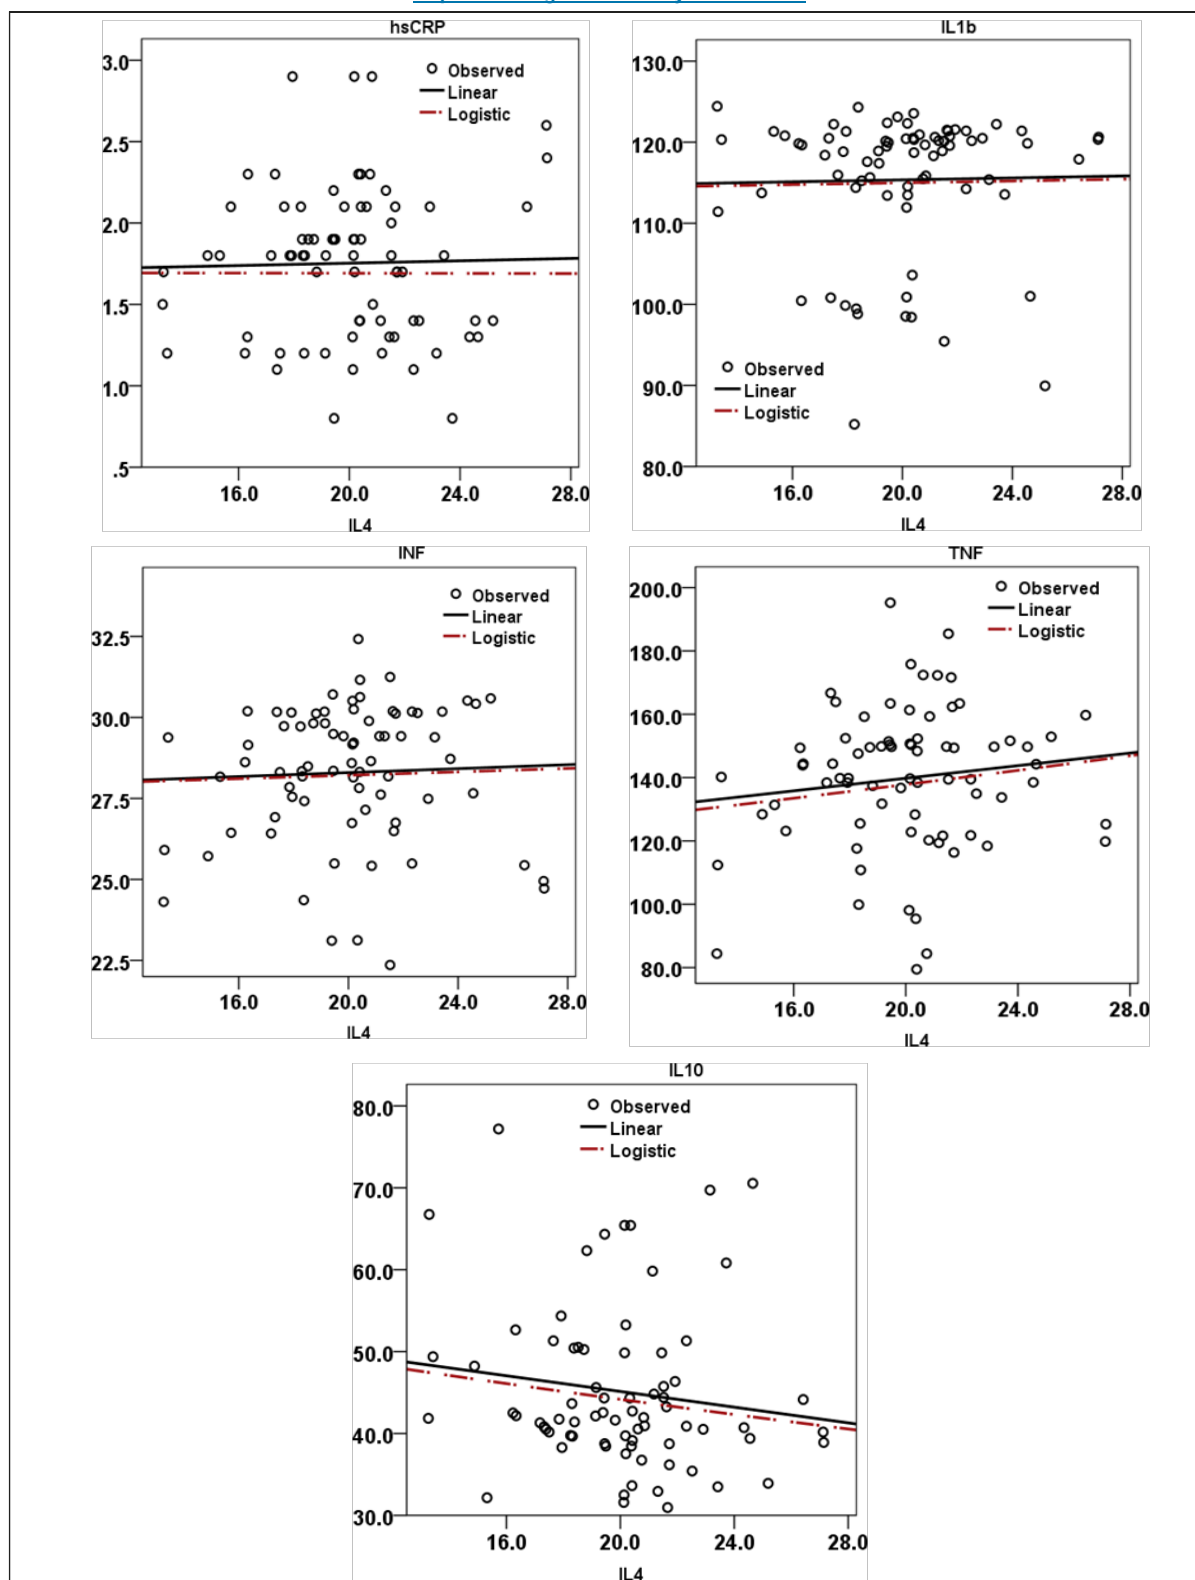 hsCRP
3.0
2.5
2.0
1.5
1.0
.5
Observed
Linear
Logistic
16.0 20.0 24.0 28.0
IL4
IL1b
130.0
120.0
110.0
100.0
90.0
80.0
Observed
Linear
Logistic
16.0 20.0 24.0 28.0
IL4
INF
32.5
30.0
27.5
25.0
22.5
Observed
Linear
Logistic
16.0 20.0 24.0 28.0
IL4
TNF
200.0
180.0
160.0
140.0
120.0
100.0
80.0
Observed
Linear
Logistic
16.0 20.0 24.0 28.0
IL4
IL10
80.0
70.0
60.0
50.0
40.0
30.0
Observed
Linear
Logistic
16.0 20.0 24.0 28.0
IL4